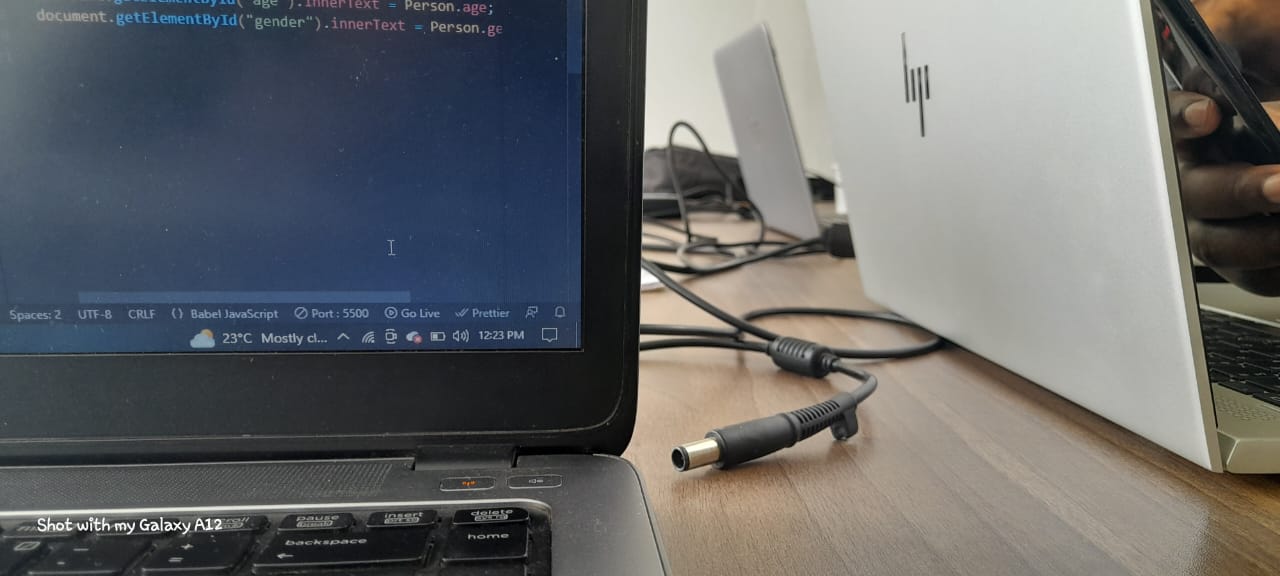 document.getElementById("age").innerText = Person.age;
document.getElementById("gender").innerText = Person.ge
Spaces: 2 UTF-8 CRLF {} Babel JavaScript Port : 5500 Go Live Prettier
23°C Mostly cl... 12:23 PM
hp
pause insert delete
backspace home
Shot with my Galaxy A12